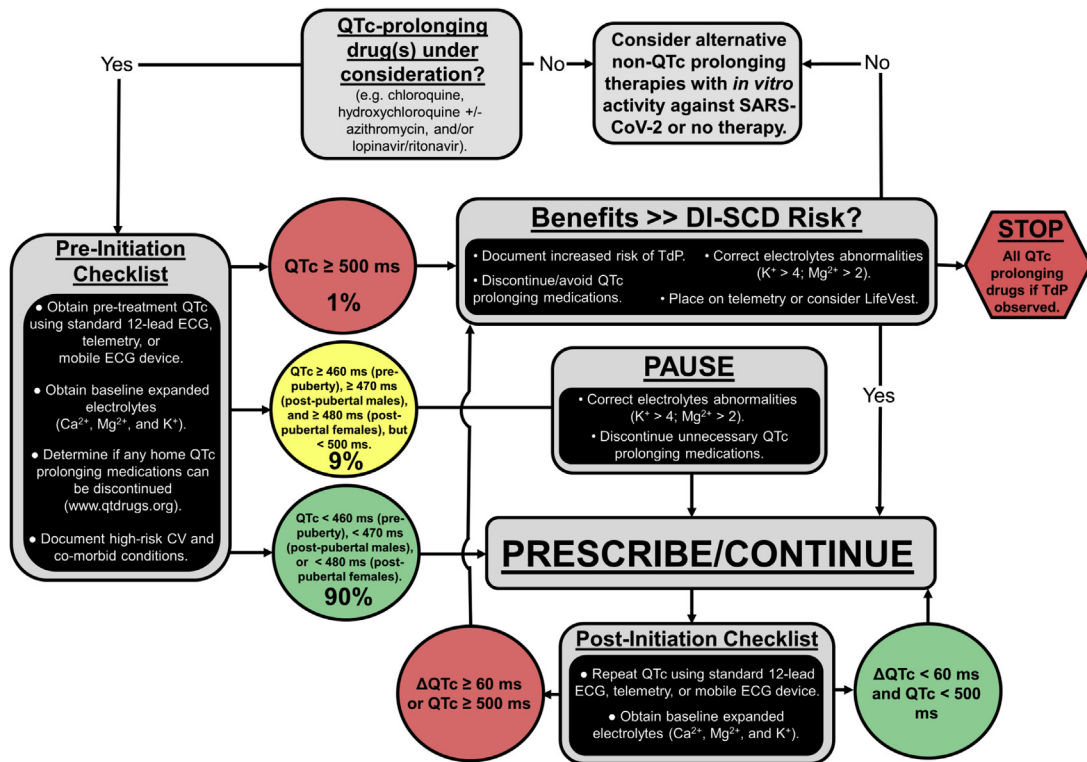 QTc-prolonging
drug(s) under
consideration?
(e.g. chloroquine,
hydroxychloroquine +/-
azithromycin, and/or
lopinavir/ritonavir).
Yes
No
Consider alternative
non-QTc prolonging
therapies with in vitro
activity against SARS-
CoV-2 or no therapy.
No
Pre-Initiation
Checklist
● Obtain pre-treatment QTc
using standard 12-lead ECG,
telemetry, or
mobile ECG device.
● Obtain baseline expanded
electrolytes
(Ca²⁺, Mg²⁺, and K⁺).
● Determine if any home QTc
prolonging medications can
be discontinued
(www.qtdrugs.org).
● Document high-risk CV and
co-morbid conditions.
QTc ≥ 500 ms
1%
QTc ≥ 460 ms (pre-
puberty), ≥ 470 ms
(post-pubertal males),
and ≥ 480 ms (post-
pubertal females), but
< 500 ms.
9%
QTc < 460 ms (pre-
puberty), < 470 ms
(post-pubertal males),
or < 480 ms (post-
pubertal females).
90%
Benefits >> DI-SCD Risk?
• Document increased risk of TdP.
• Discontinue/avoid QTc
prolonging medications.
• Correct electrolytes abnormalities
(K⁺ > 4; Mg²⁺ > 2).
• Place on telemetry or consider LifeVest.
STOP
All QTc
prolonging
drugs if TdP
observed.
PAUSE
• Correct electrolytes abnormalities
(K⁺ > 4; Mg²⁺ > 2).
• Discontinue unnecessary QTc
prolonging medications.
Yes
PRESCRIBE/CONTINUE
Post-Initiation Checklist
● Repeat QTc using standard 12-lead
ECG, telemetry, or mobile ECG device.
● Obtain baseline expanded
electrolytes (Ca²⁺, Mg²⁺, and K⁺).
ΔQTc ≥ 60 ms
or QTc ≥ 500 ms
ΔQTc < 60 ms
and QTc < 500
ms